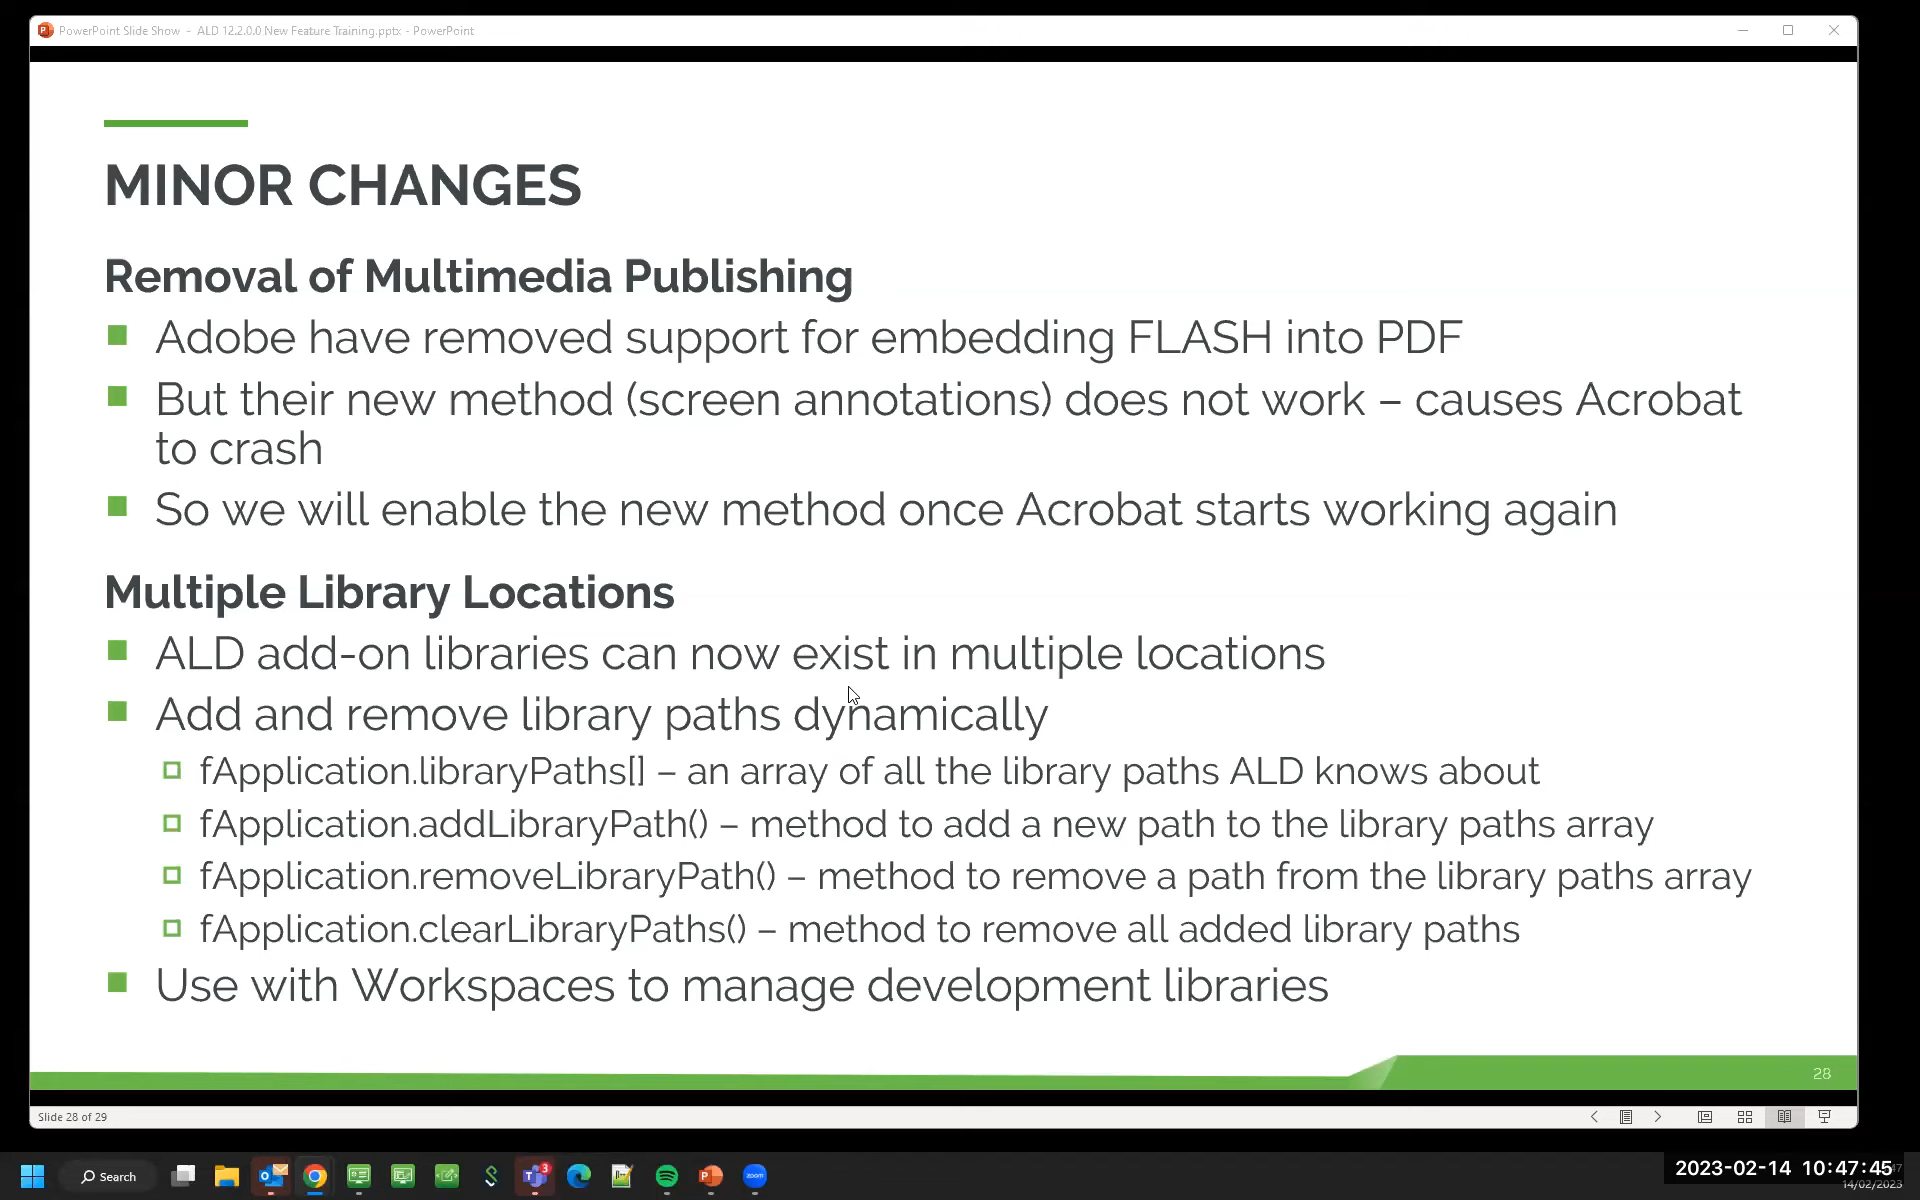 PowerPoint Slide Show - ALD 12.2.0.0 New Feature Training.pptx - PowerPoint
MINOR CHANGES
Removal of Multimedia Publishing
Adobe have removed support for embedding FLASH into PDF
But their new method (screen annotations) does not work – causes Acrobat
to crash
So we will enable the new method once Acrobat starts working again
Multiple Library Locations
ALD add-on libraries can now exist in multiple locations
Add and remove library paths dynamically
fApplication.libraryPaths[] – an array of all the library paths ALD knows about
fApplication.addLibraryPath() – method to add a new path to the library paths array
fApplication.removeLibraryPath() – method to remove a path from the library paths array
fApplication.clearLibraryPaths() – method to remove all added library paths
Use with Workspaces to manage development libraries
28
Slide 28 of 29
Search
3
zoom
2023-02-14 10:47:45
14/02/2023